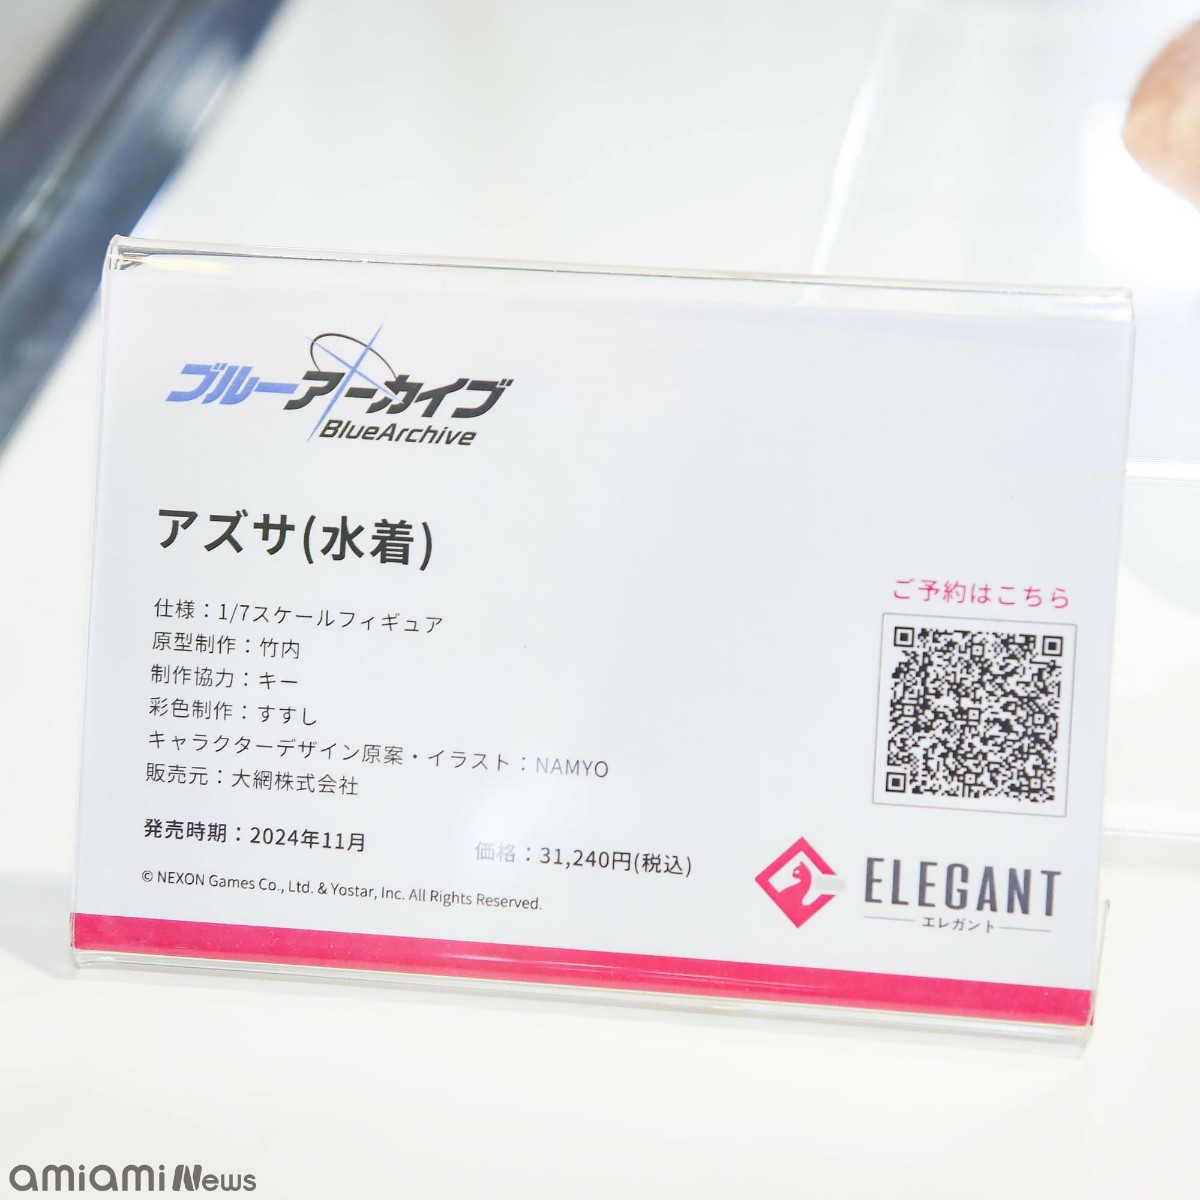 ブルーアーカイブ
BlueArchive
アズサ(水着)
仕様：1/7スケールフィギュア
原型制作：竹内
制作協力：キー
彩色制作：すすし
キャラクターデザイン原案・イラスト：NAMYO
販売元：大網株式会社
発売時期：2024年11月
価格：31,240円(税込)
© NEXON Games Co., Ltd. & Yostar, Inc. All Rights Reserved.
ご予約はこちら
ELEGANT
エレガント
amiami News